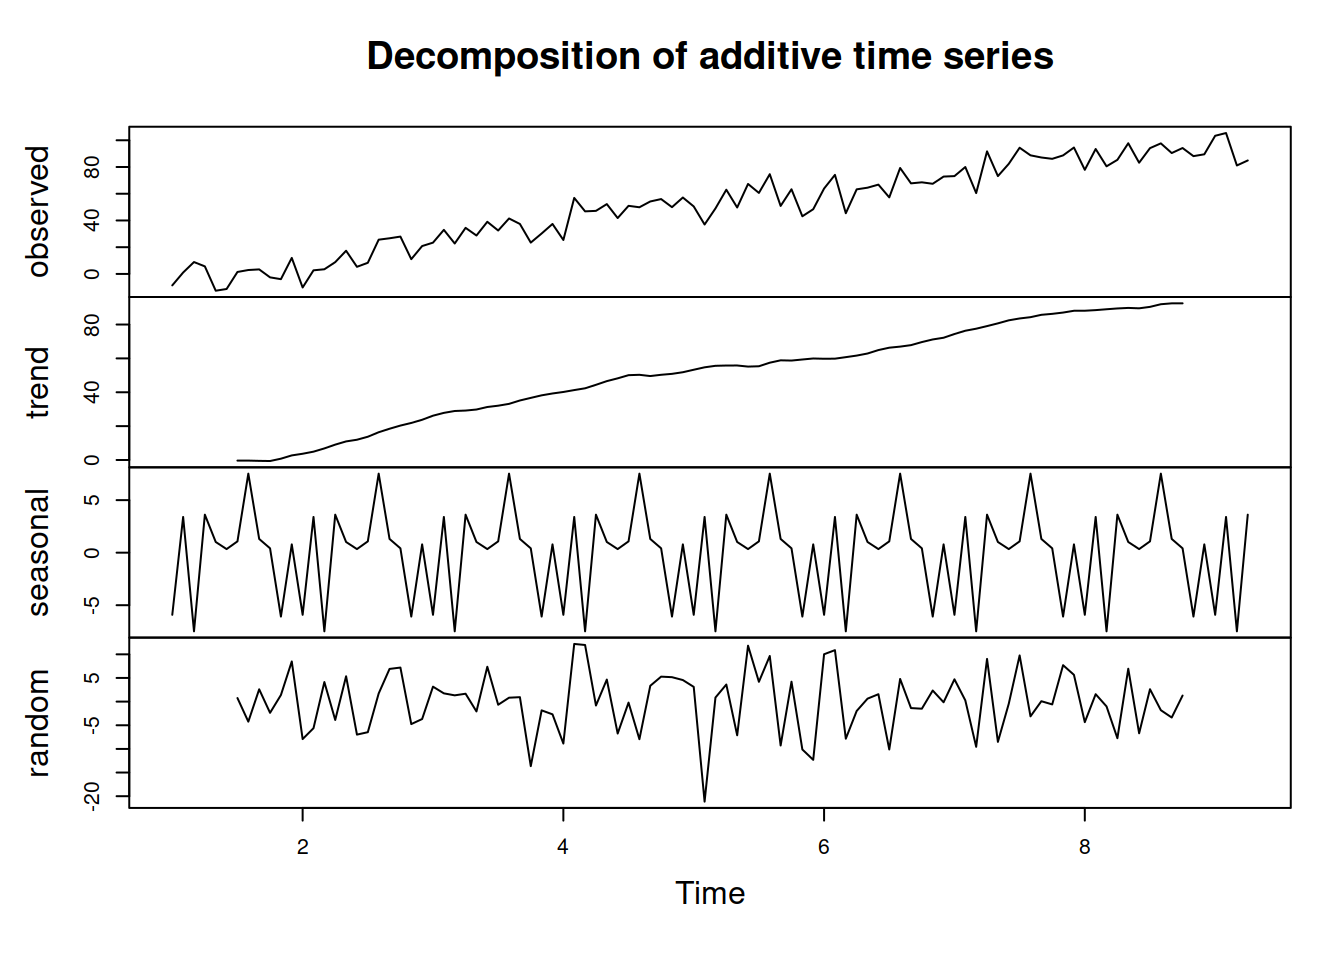 Decomposition of additive time series
observed
0 40 80
trend
0 40 80
seasonal
-5 0 5
random
-20 -5 5
2 4 6 8
Time